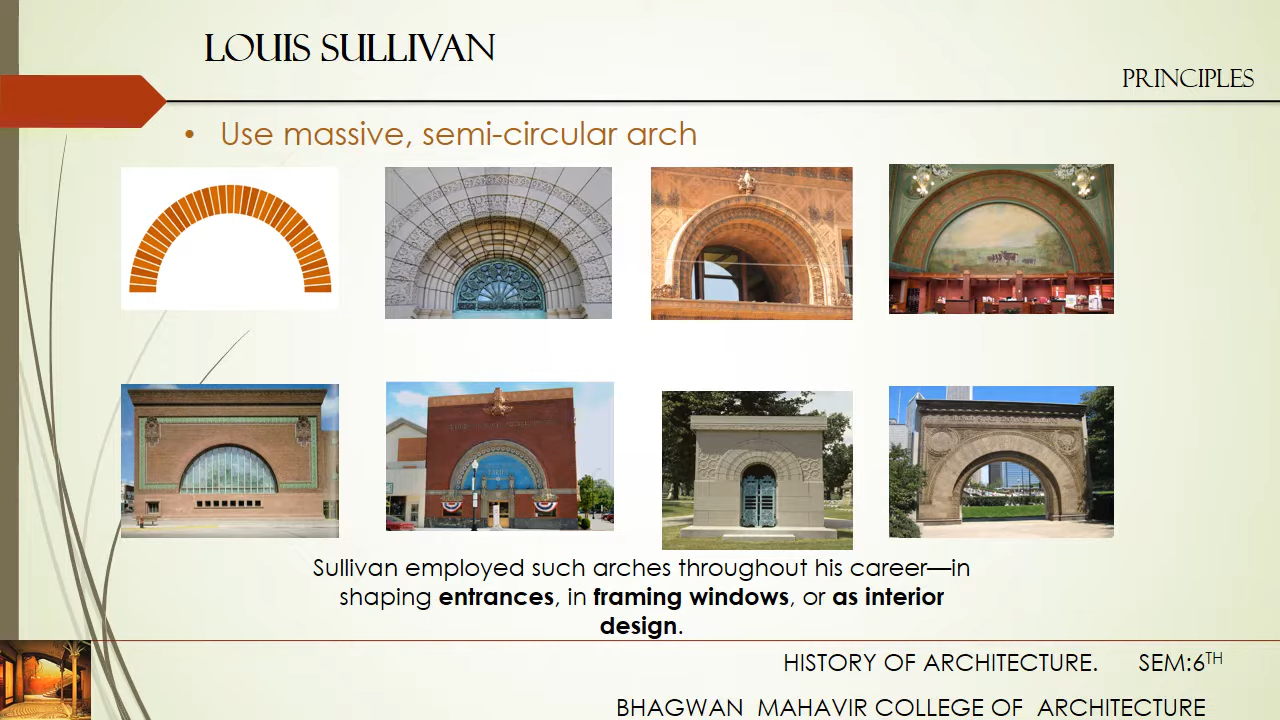 LOUIS SULLIVAN
PRINCIPLES
• Use massive, semi-circular arch
Sullivan employed such arches throughout his career—in
shaping entrances, in framing windows, or as interior
design.
HISTORY OF ARCHITECTURE. SEM:6TH
BHAGWAN MAHAVIR COLLEGE OF ARCHITECTURE